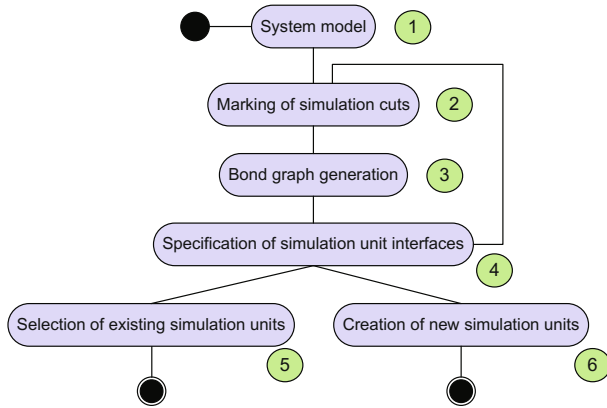 System model
1
Marking of simulation cuts
2
Bond graph generation
3
Specification of simulation unit interfaces
4
Selection of existing simulation units
5
Creation of new simulation units
6